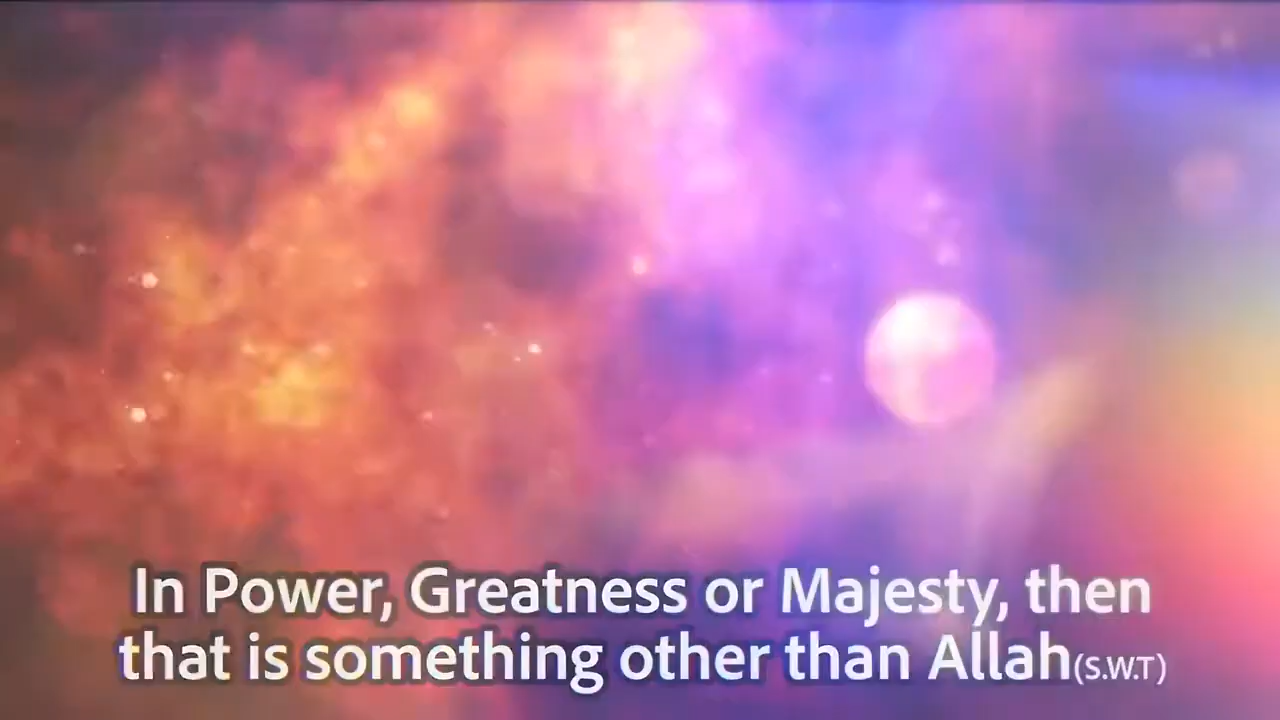 In Power, Greatness or Majesty, then
that is something other than Allah(S.W.T)